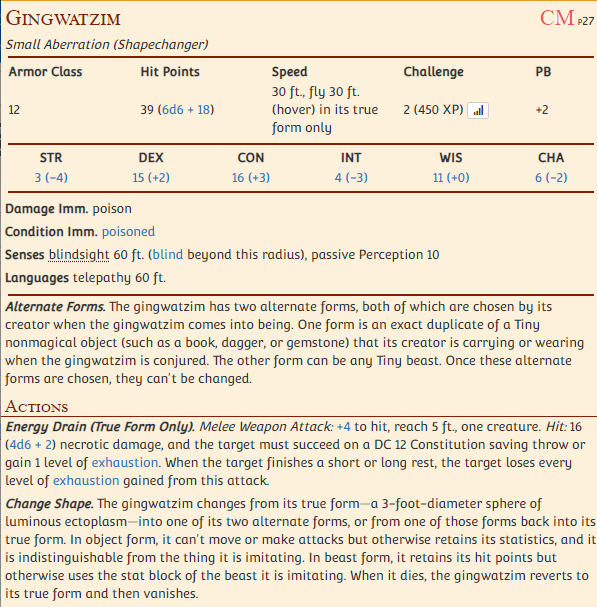 GINGWATZIM CM P27
Small Aberration (Shapechanger)
Armor Class Hit Points Speed Challenge PB
12 39 (6d6 + 18) 30 ft., fly 30 ft. (hover) in its true form only 2 (450 XP) +2
STR DEX CON INT WIS CHA
3 (−4) 15 (+2) 16 (+3) 4 (−3) 11 (+0) 6 (−2)
Damage Imm. poison
Condition Imm. poisoned
Senses blindsight 60 ft. (blind beyond this radius), passive Perception 10
Languages telepathy 60 ft.
Alternate Forms. The gingwatzim has two alternate forms, both of which are chosen by its
creator when the gingwatzim comes into being. One form is an exact duplicate of a Tiny
nonmagical object (such as a book, dagger, or gemstone) that its creator is carrying or wearing
when the gingwatzim is conjured. The other form can be any Tiny beast. Once these alternate
forms are chosen, they can't be changed.
ACTIONS
Energy Drain (True Form Only). Melee Weapon Attack: +4 to hit, reach 5 ft., one creature. Hit: 16
(4d6 + 2) necrotic damage, and the target must succeed on a DC 12 Constitution saving throw or
gain 1 level of exhaustion. When the target finishes a short or long rest, the target loses every
level of exhaustion gained from this attack.
Change Shape. The gingwatzim changes from its true form—a 3-foot-diameter sphere of
luminous ectoplasm—into one of its two alternate forms, or from one of those forms back into its
true form. In object form, it can't move or make attacks but otherwise retains its statistics, and it
is indistinguishable from the thing it is imitating. In beast form, it retains its hit points but
otherwise uses the stat block of the beast it is imitating. When it dies, the gingwatzim reverts to
its true form and then vanishes.